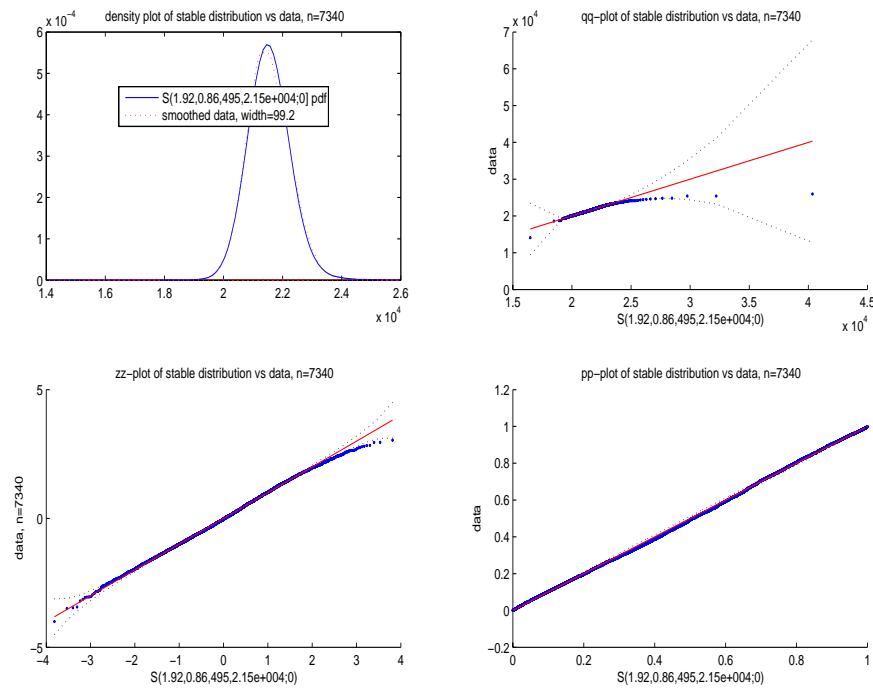 density plot of stable distribution vs data, n=7340
x 10⁻⁴
6
5
4
3
2
1
0
S(1.92,0.86,495,2.15e+004;0] pdf
smoothed data, width=99.2
1.4 1.6 1.8 2 2.2 2.4 2.6
x 10⁴
qq−plot of stable distribution vs data, n=7340
x 10⁴
7
6
5
4
3
2
1
0
data
1.5 2 2.5 3 3.5 4 4.5
S(1.92,0.86,495,2.15e+004;0)
x 10⁴
zz−plot of stable distribution vs data, n=7340
5
0
−5
data, n=7340
−4 −3 −2 −1 0 1 2 3 4
S(1.92,0.86,495,2.15e+004;0)
pp−plot of stable distribution vs data, n=7340
1.2
1
0.8
0.6
0.4
0.2
0
−0.2
data
0 0.2 0.4 0.6 0.8 1
S(1.92,0.86,495,2.15e+004;0)